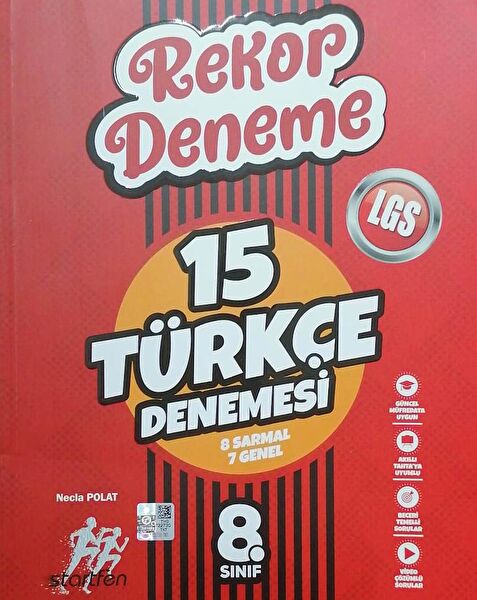 Rekor
Deneme
LGS
15
TÜRKÇE
DENEMESİ
8 SARMAL
7 GENEL
GÜNCEL
MÜFREDATA
UYGUN
AKILLI
TAHTA'YA
UYUMLU
BECERİ
TEMELLİ
SORULAR
VİDEO
ÇÖZÜMLÜ
SORULAR
Necla POLAT
startfen
8.
SINIF